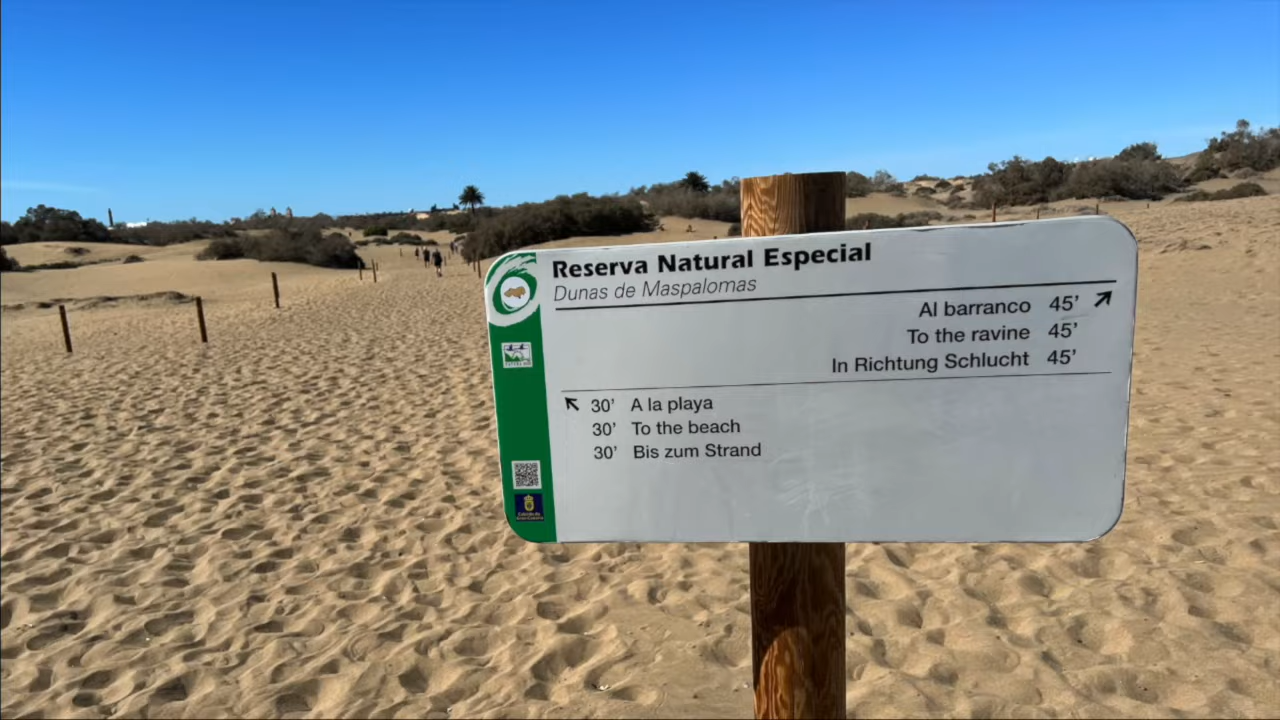 Reserva Natural Especial
Dunas de Maspalomas
Al barranco 45'
To the ravine 45'
In Richtung Schlucht 45'
30' A la playa
30' To the beach
30' Bis zum Strand